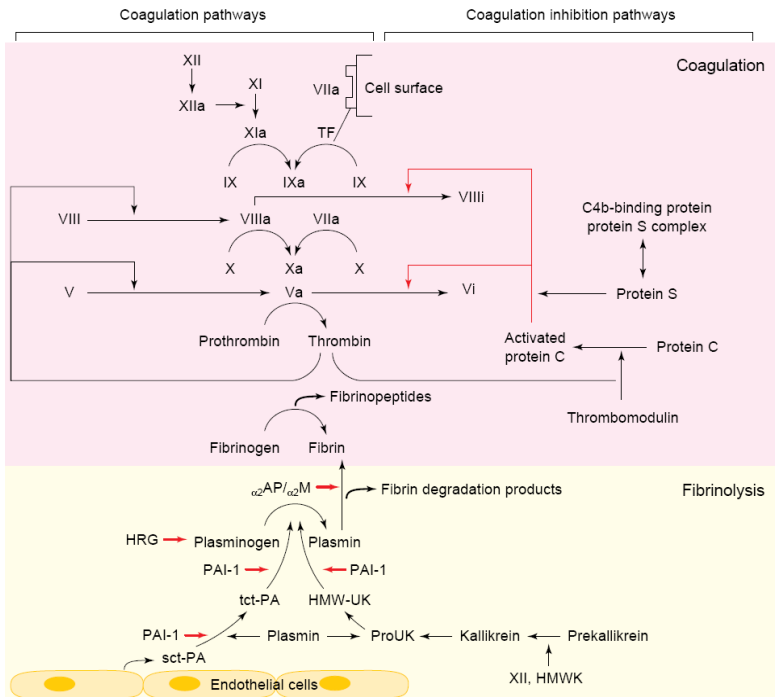 Coagulation pathways
Coagulation inhibition pathways
Coagulation
XII
XI
XIIa
VIIa
Cell surface
XIa
TF
IX
IXa
IX
VIII
VIIIa
VIIa
VIIIi
C4b-binding protein
protein S complex
X
Xa
X
V
Va
Vi
Protein S
Prothrombin
Thrombin
Activated
protein C
Protein C
Thrombomodulin
Fibrinopeptides
Fibrinogen
Fibrin
Fibrinolysis
α2AP/α2M
Fibrin degradation products
HRG
Plasminogen
Plasmin
PAI-1
PAI-1
tct-PA
HMW-UK
PAI-1
Plasmin
ProUK
Kallikrein
Prekallikrein
sct-PA
XII, HMWK
Endothelial cells